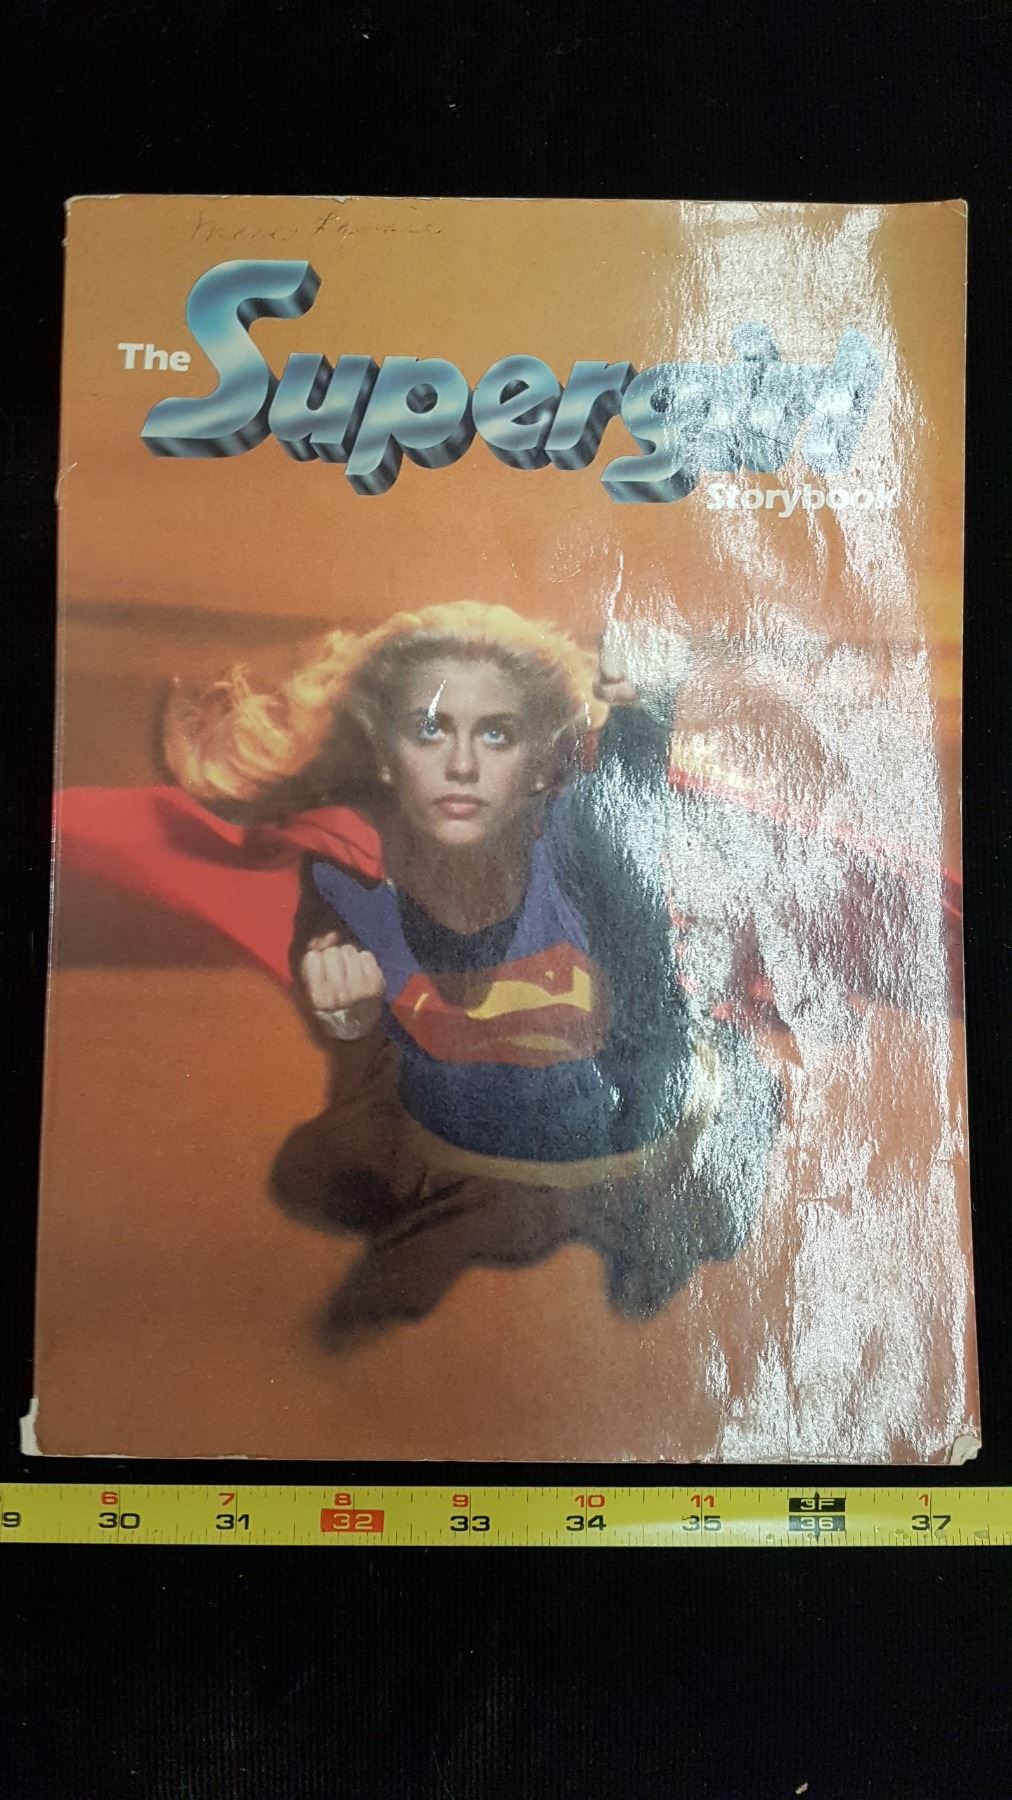 The
Supergirl
Storybook
6 7 8 9 10 11 3F 1
9 30 31 32 33 34 35 36 37